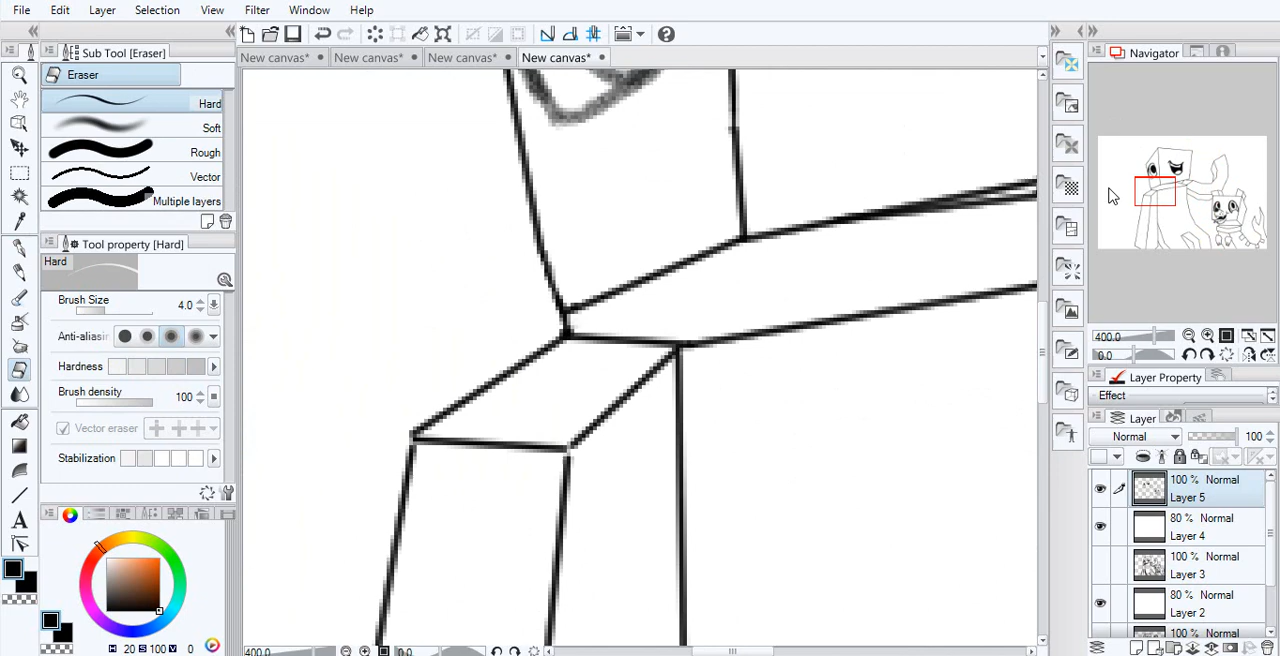 File Edit Layer Selection View Filter Window Help
Sub Tool [Eraser]
Navigator
New canvas* New canvas* New canvas* New canvas*
Eraser
Hard
Soft
Rough
Vector
Multiple layers
Tool property [Hard]
Hard
Brush Size 4.0
Anti-aliasin
Hardness
Brush density 100
Vector eraser
Stabilization
H 20 S 100 V 0
400.0 0.0
400.0
0.0
Layer Property
Effect
Layer
Normal 100
100 % Normal
Layer 5
80 % Normal
Layer 4
100 % Normal
Layer 3
80 % Normal
Layer 2
100 % Normal